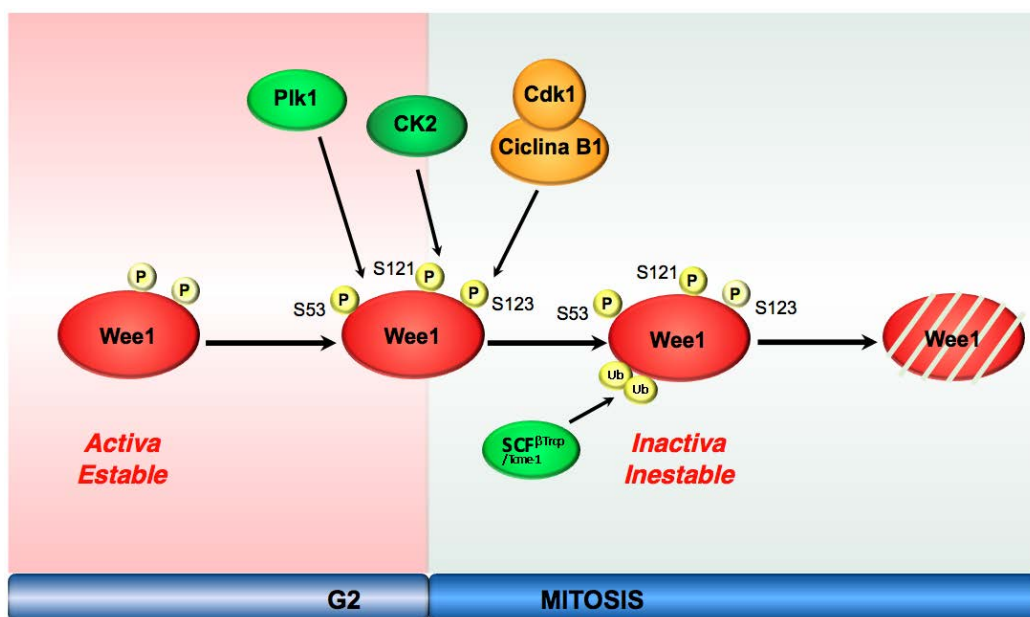 Plk1
CK2
Cdk1
Ciclina B1
P
P
S53
P
S121
P
P
S123
S53
P
S121
P
P
S123
Wee1
Wee1
Wee1
Wee1
Ub
Ub
SCFβTrcp
/Tome-1
Activa
Estable
Inactiva
Inestable
G2
MITOSIS